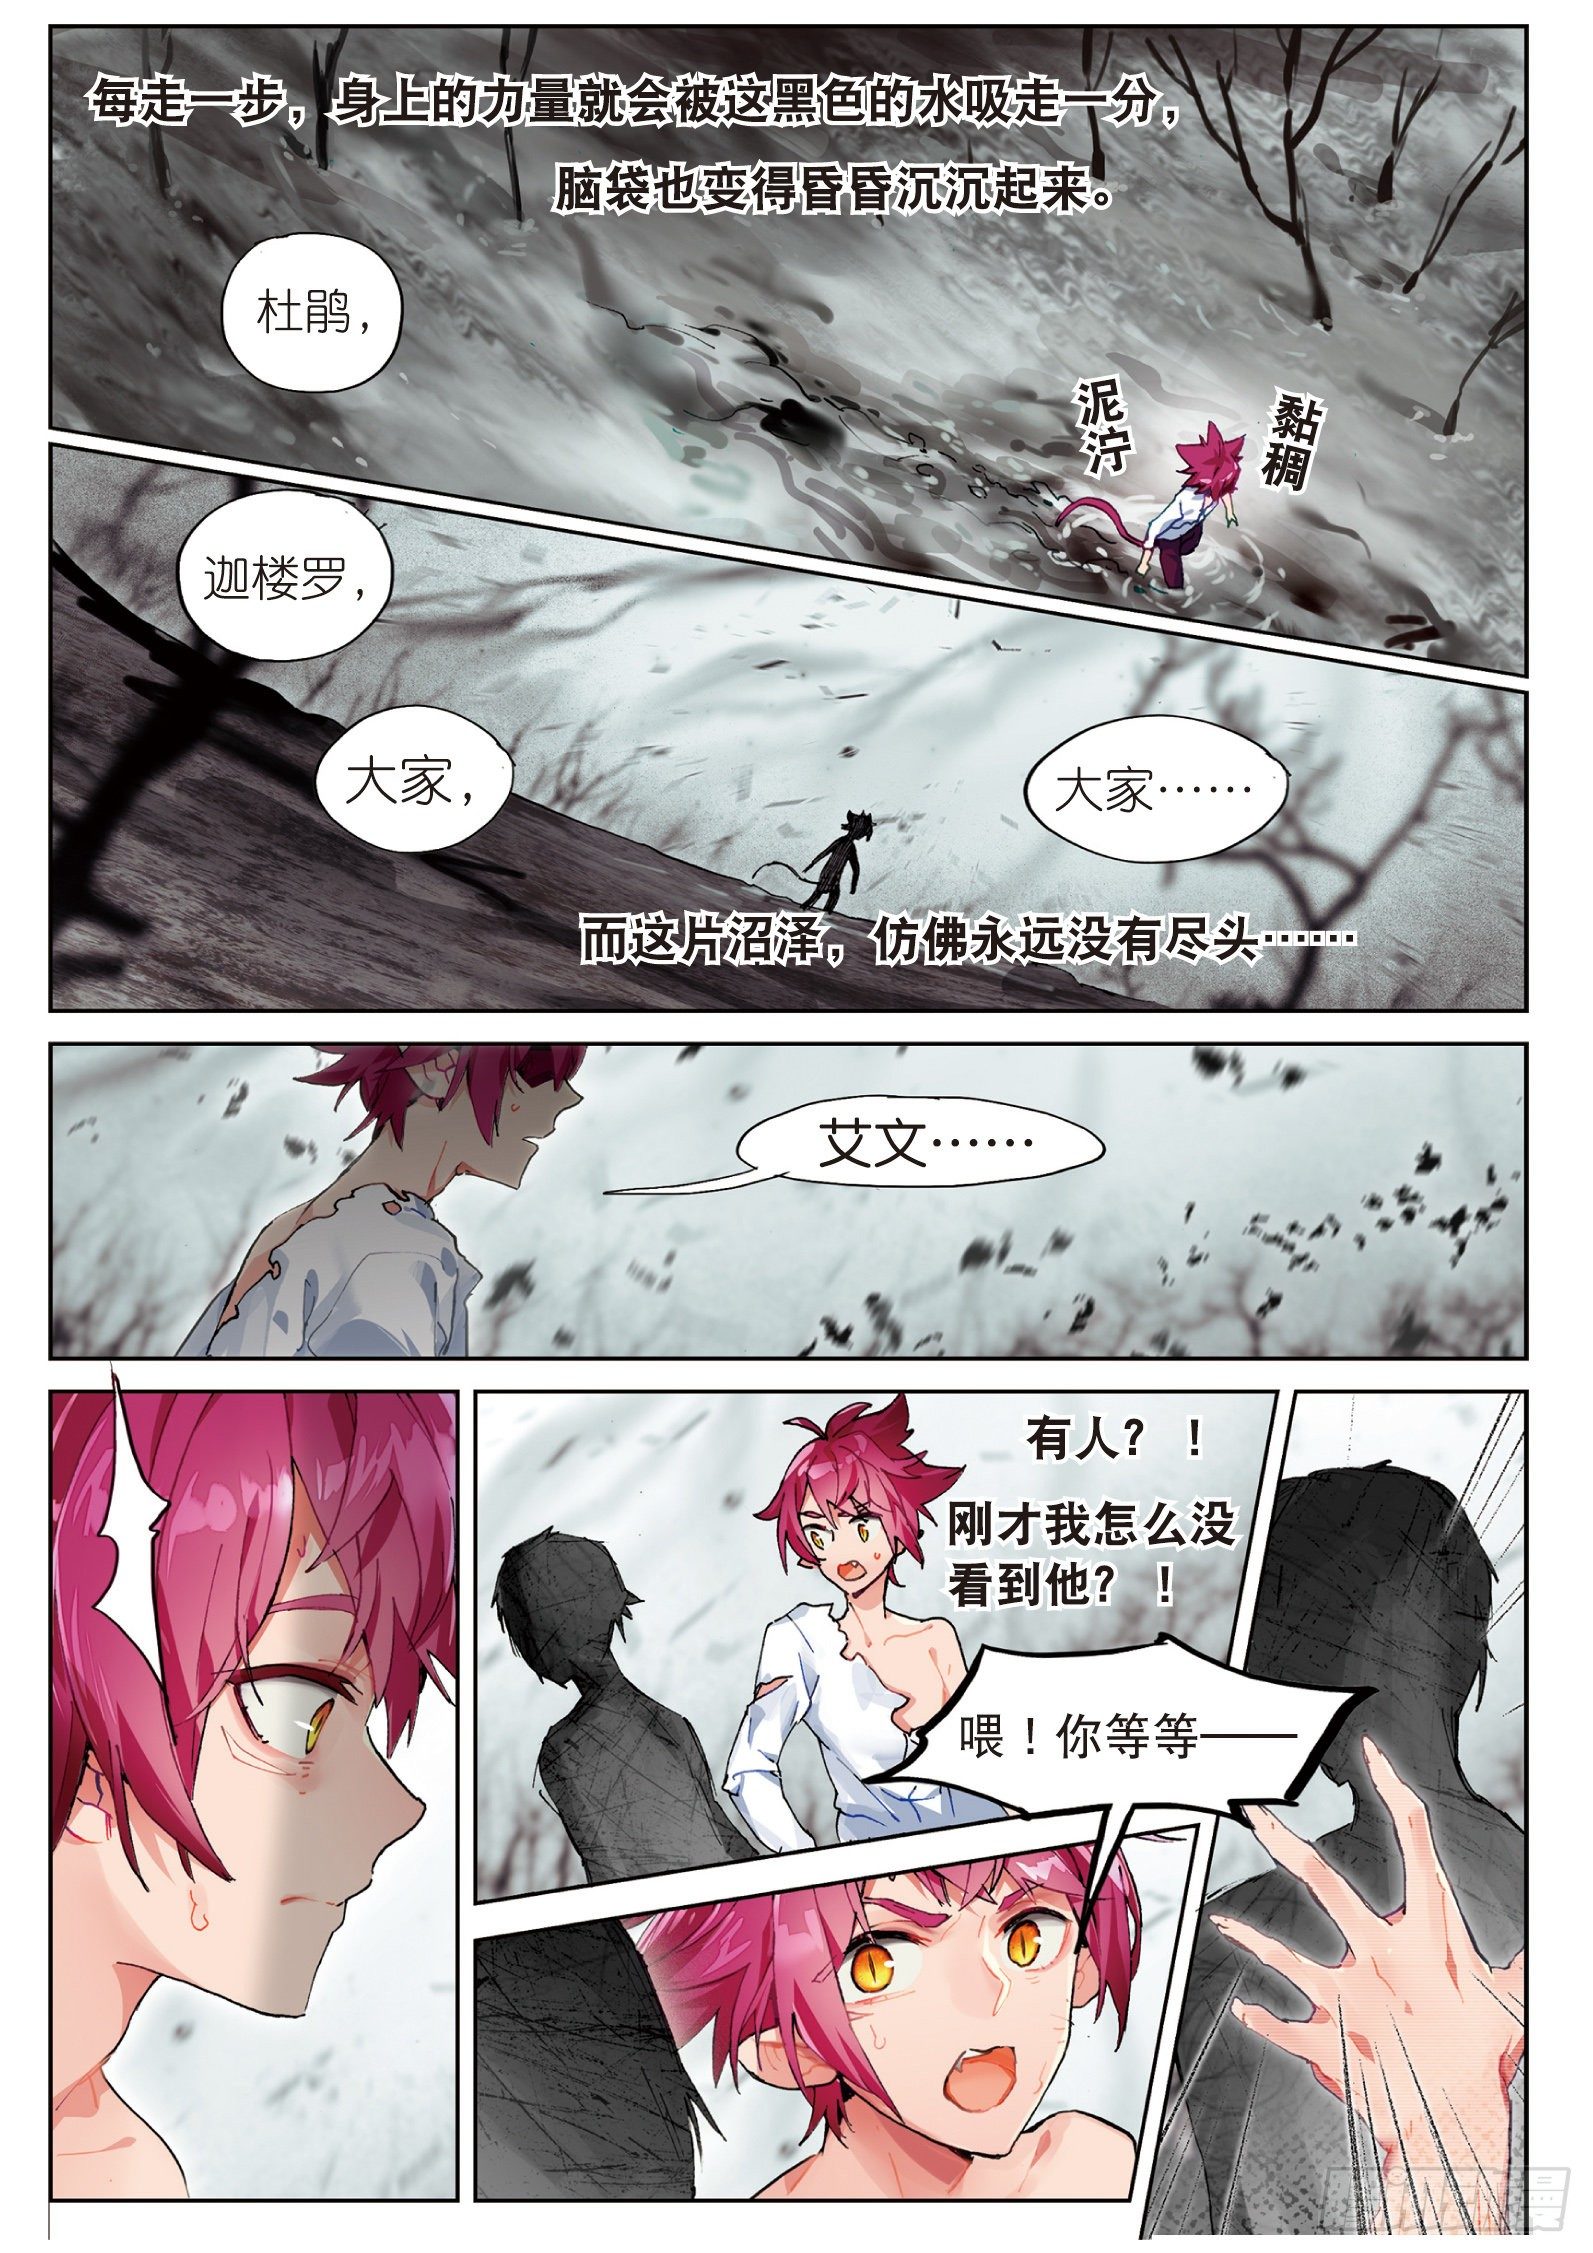 每走一步，身上的力量就会被这黑色的水吸走一分，
脑袋也变得昏昏沉沉起来。
杜鹃，
泥泞
黏稠
迦楼罗，
大家，
大家……
而这片沼泽，仿佛永远没有尽头……
艾文……
有人？！
刚才我怎么没
看到他？！
喂！你等等——